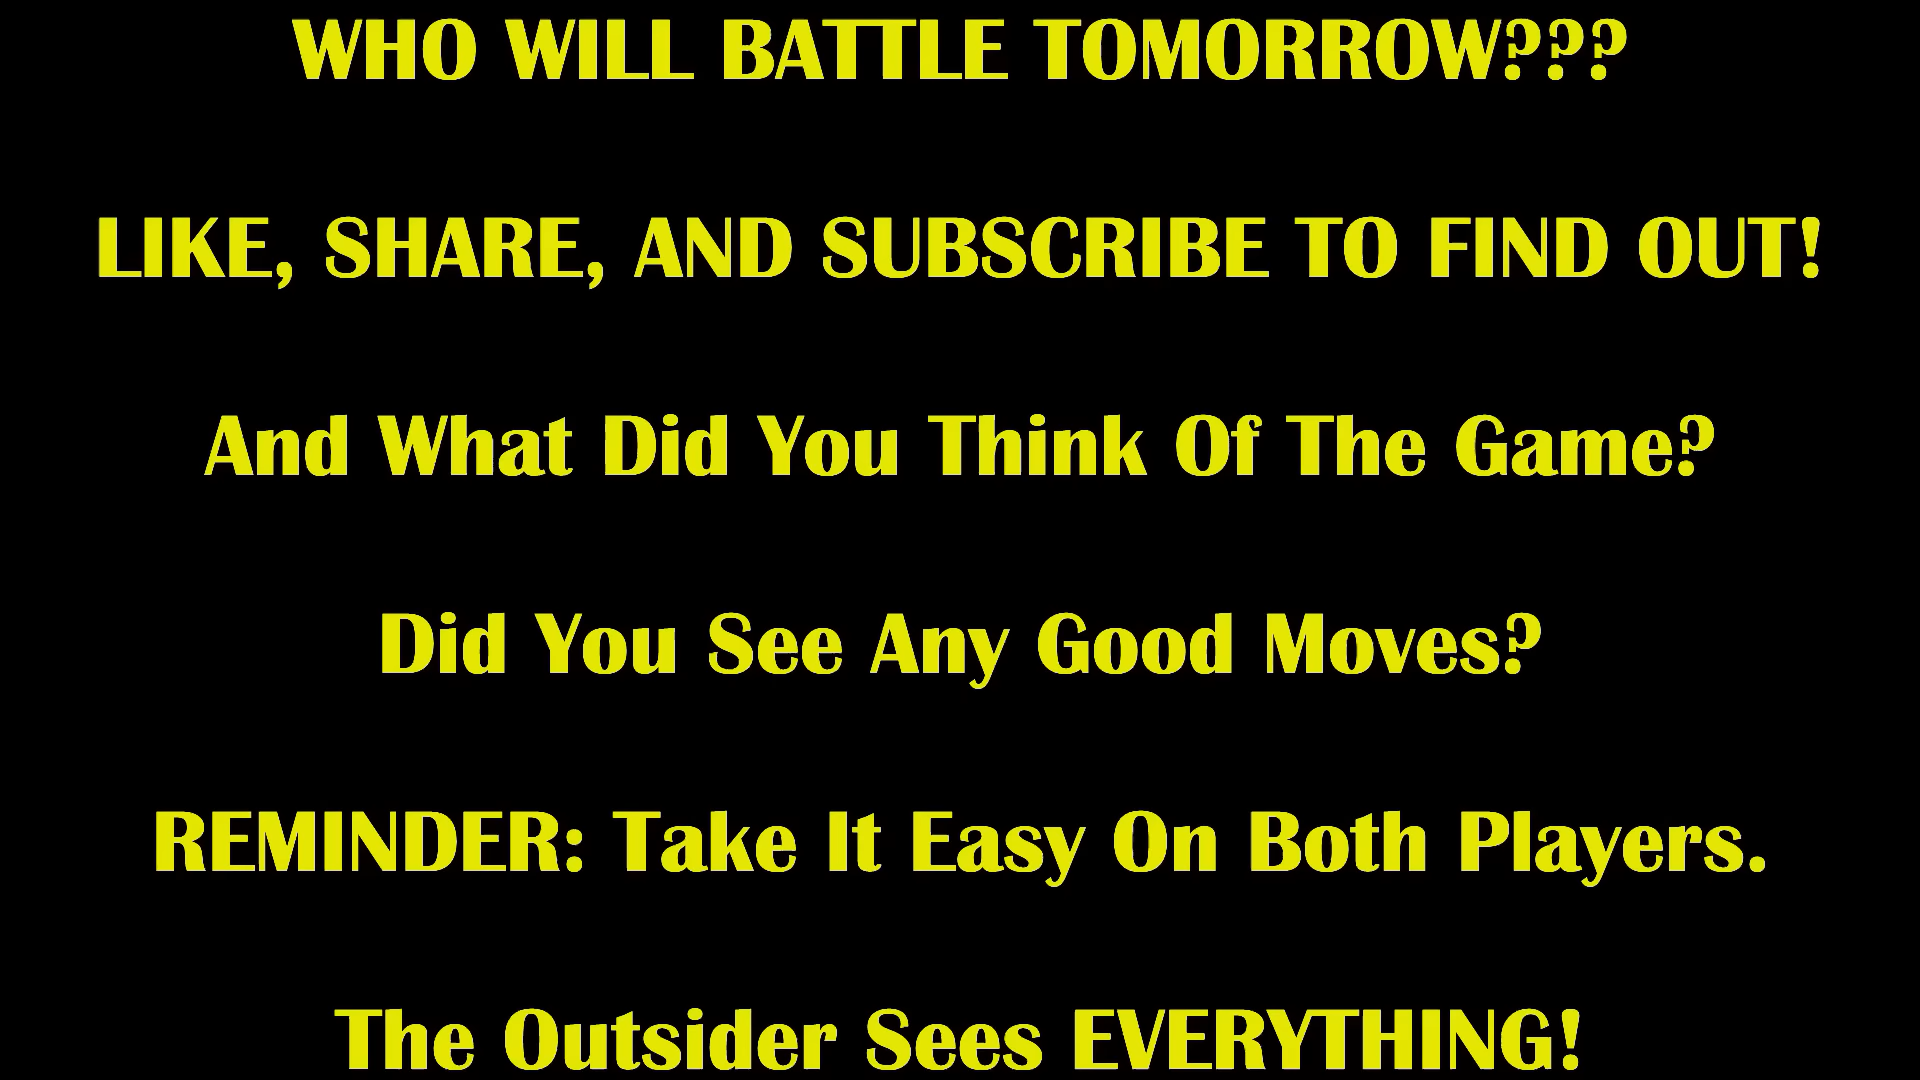 WHO WILL BATTLE TOMORROW???
LIKE, SHARE, AND SUBSCRIBE TO FIND OUT!
And What Did You Think Of The Game?
Did You See Any Good Moves?
REMINDER: Take It Easy On Both Players.
The Outsider Sees EVERYTHING!